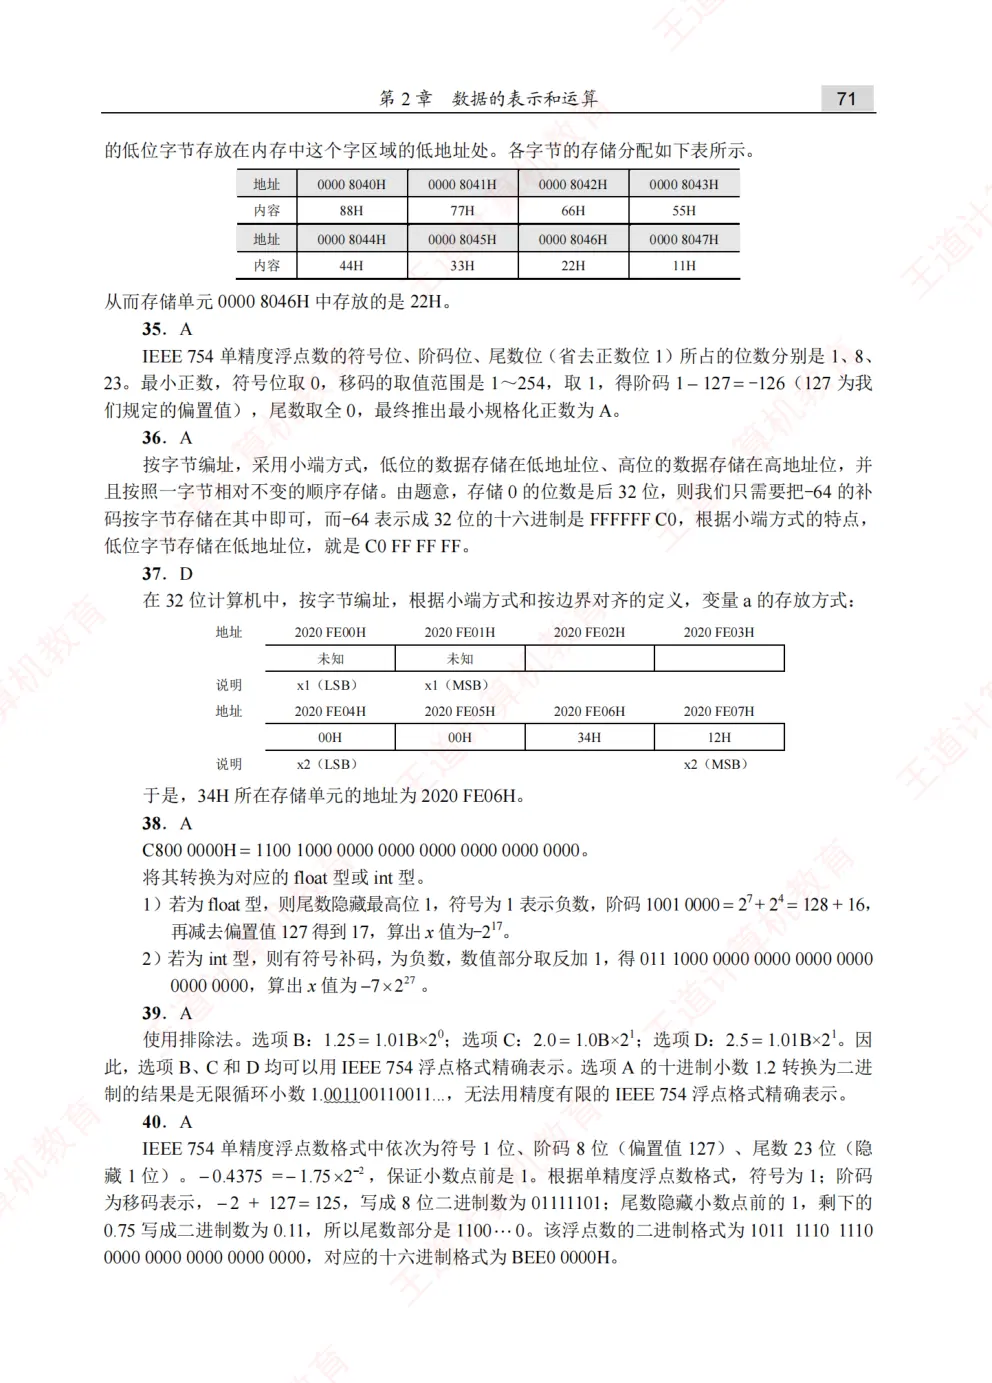 第 2 章 数据的表示和运算 71
的低位字节存放在内存中这个字区域的低地址处。各字节的存储分配如下表所示。
地址 0000 8040H 0000 8041H 0000 8042H 0000 8043H
内容 88H 77H 66H 55H
地址 0000 8044H 0000 8045H 0000 8046H 0000 8047H
内容 44H 33H 22H 11H
从而存储单元 0000 8046H 中存放的是 22H。
35. A
IEEE 754 单精度浮点数的符号位、阶码位、尾数位（省去正数位 1）所占的位数分别是 1、8、
23。最小正数，符号位取 0，移码的取值范围是 1～254，取 1，得阶码 1 – 127 = -126（127 为我
们规定的偏置值），尾数取全 0，最终推出最小规格化正数为 A。
36. A
按字节编址，采用小端方式，低位的数据存储在低地址位、高位的数据存储在高地址位，并
且按照一字节相对不变的顺序存储。由题意，存储 0 的位数是后 32 位，则我们只需要把-64 的补
码按字节存储在其中即可，而-64 表示成 32 位的十六进制是 FFFFFF C0，根据小端方式的特点，
低位字节存储在低地址位，就是 C0 FF FF FF。
37. D
在 32 位计算机中，按字节编址，根据小端方式和按边界对齐的定义，变量 a 的存放方式：
地址 2020 FE00H 2020 FE01H 2020 FE02H 2020 FE03H
未知 未知
说明 x1（LSB） x1（MSB）
地址 2020 FE04H 2020 FE05H 2020 FE06H 2020 FE07H
00H 00H 34H 12H
说明 x2（LSB） x2（MSB）
于是，34H 所在存储单元的地址为 2020 FE06H。
38. A
C800 0000H = 1100 1000 0000 0000 0000 0000 0000 0000。
将其转换为对应的 float 型或 int 型。
1）若为 float 型，则尾数隐藏最高位 1，符号为 1 表示负数，阶码 1001 0000 = 2⁷ + 2⁴ = 128 + 16，
再减去偏置值 127 得到 17，算出 x 值为-2¹⁷。
2）若为 int 型，则有符号补码，为负数，数值部分取反加 1，得 011 1000 0000 0000 0000 0000
0000 0000，算出 x 值为 −7×2²⁷ 。
39. A
使用排除法。选项 B：1.25 = 1.01B×2⁰；选项 C：2.0 = 1.0B×2¹；选项 D：2.5 = 1.01B×2¹。因
此，选项 B、C 和 D 均可以用 IEEE 754 浮点格式精确表示。选项 A 的十进制小数 1.2 转换为二进
制的结果是无限循环小数 1.001100110011...，无法用精度有限的 IEEE 754 浮点格式精确表示。
40. A
IEEE 754 单精度浮点数格式中依次为符号 1 位、阶码 8 位（偏置值 127）、尾数 23 位（隐
藏 1 位）。– 0.4375 = – 1.75×2⁻²，保证小数点前是 1。根据单精度浮点数格式，符号为 1；阶码
为移码表示，– 2 + 127 = 125，写成 8 位二进制数为 01111101；尾数隐藏小数点前的 1，剩下的
0.75 写成二进制数为 0.11，所以尾数部分是 1100⋯0。该浮点数的二进制格式为 1011 1110 1110
0000 0000 0000 0000 0000，对应的十六进制格式为 BEE0 0000H。
王道计算机教育